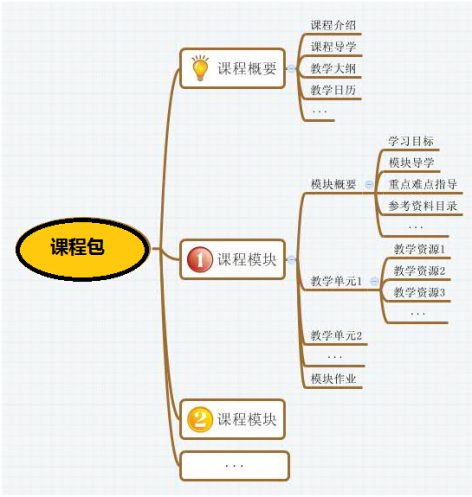 课程包
课程概要
课程介绍
课程导学
教学大纲
教学日历
...
1 课程模块
模块概要
学习目标
模块导学
重点难点指导
参考资料目录
...
教学单元1
教学资源1
教学资源2
教学资源3
...
教学单元2
...
模块作业
2 课程模块
...